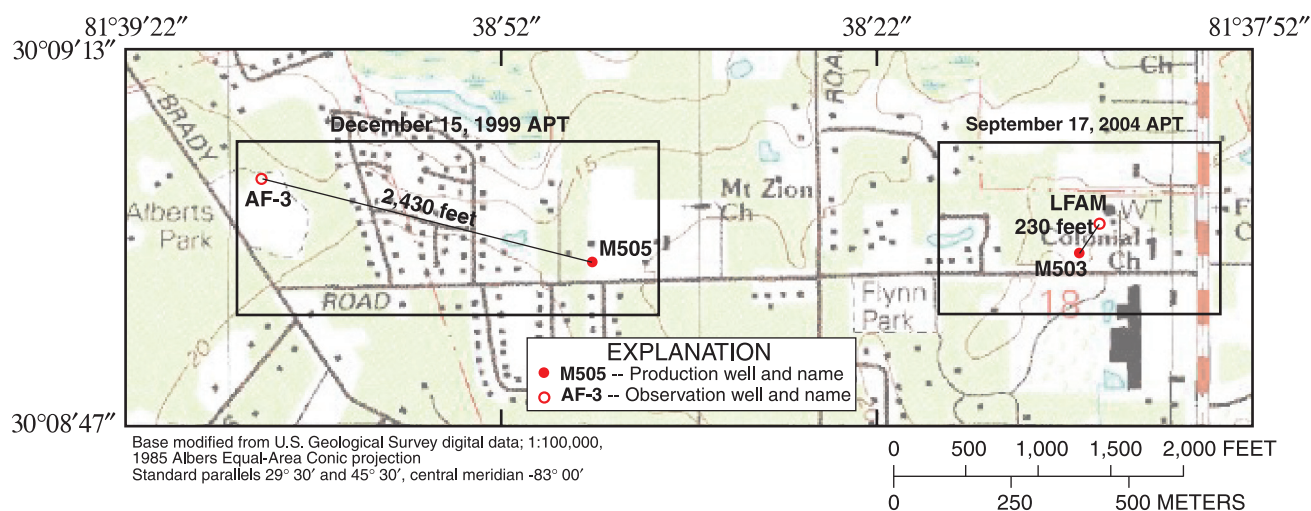 81°39′22″ 38′52″ 38′22″ 81°37′52″
30°09′13″
Ch
ROAD
BRADY
December 15, 1999 APT
September 17, 2004 APT
15
AF-3
2,430 feet
Mt Zion
Ch
Alberts
Park
LFAM
WT
230 feet
F
C
Colonial
Ch
M505
M503
ROAD
Flynn
Park
18
20
EXPLANATION
M505 -- Production well and name
AF-3 -- Observation well and name
30°08′47″
Base modified from U.S. Geological Survey digital data; 1:100,000,
1985 Albers Equal-Area Conic projection
Standard parallels 29° 30′ and 45° 30′, central meridian -83° 00′
0 500 1,000 1,500 2,000 FEET
0 250 500 METERS